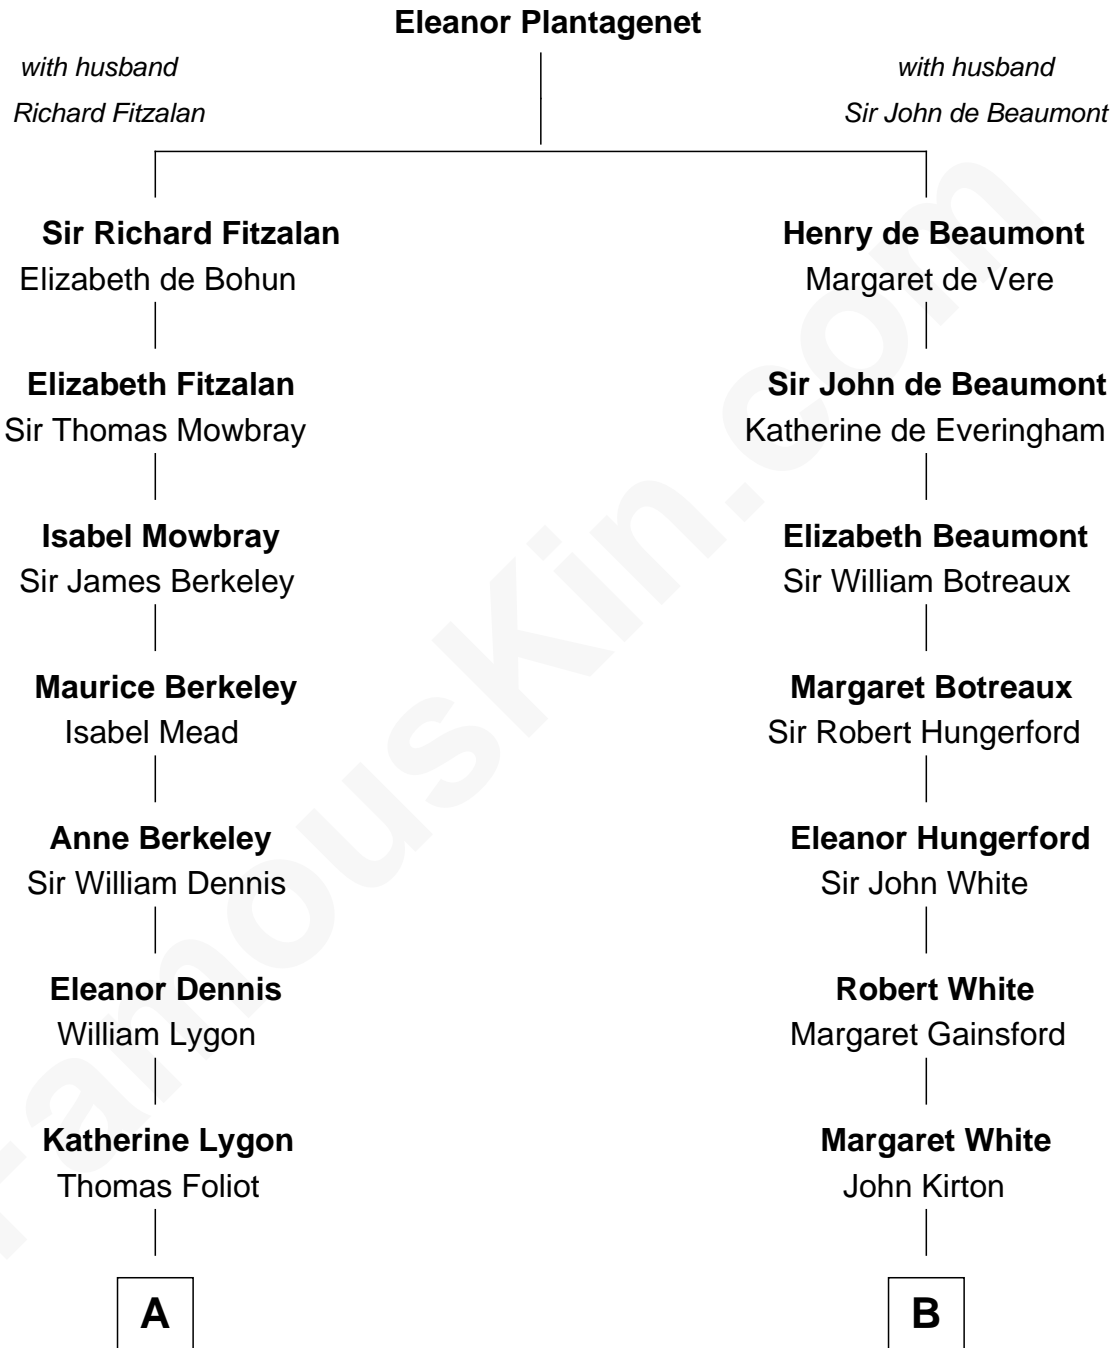 Eleanor Plantagenet
with husband
Richard Fitzalan
with husband
Sir John de Beaumont
Sir Richard Fitzalan
Elizabeth de Bohun
Henry de Beaumont
Margaret de Vere
Elizabeth Fitzalan
Sir Thomas Mowbray
Sir John de Beaumont
Katherine de Everingham
Isabel Mowbray
Sir James Berkeley
Elizabeth Beaumont
Sir William Botreaux
Maurice Berkeley
Isabel Mead
Margaret Botreaux
Sir Robert Hungerford
Anne Berkeley
Sir William Dennis
Eleanor Hungerford
Sir John White
Eleanor Dennis
William Lygon
Robert White
Margaret Gainsford
Katherine Lygon
Thomas Foliot
Margaret White
John Kirton
A
B
FamousKin.com